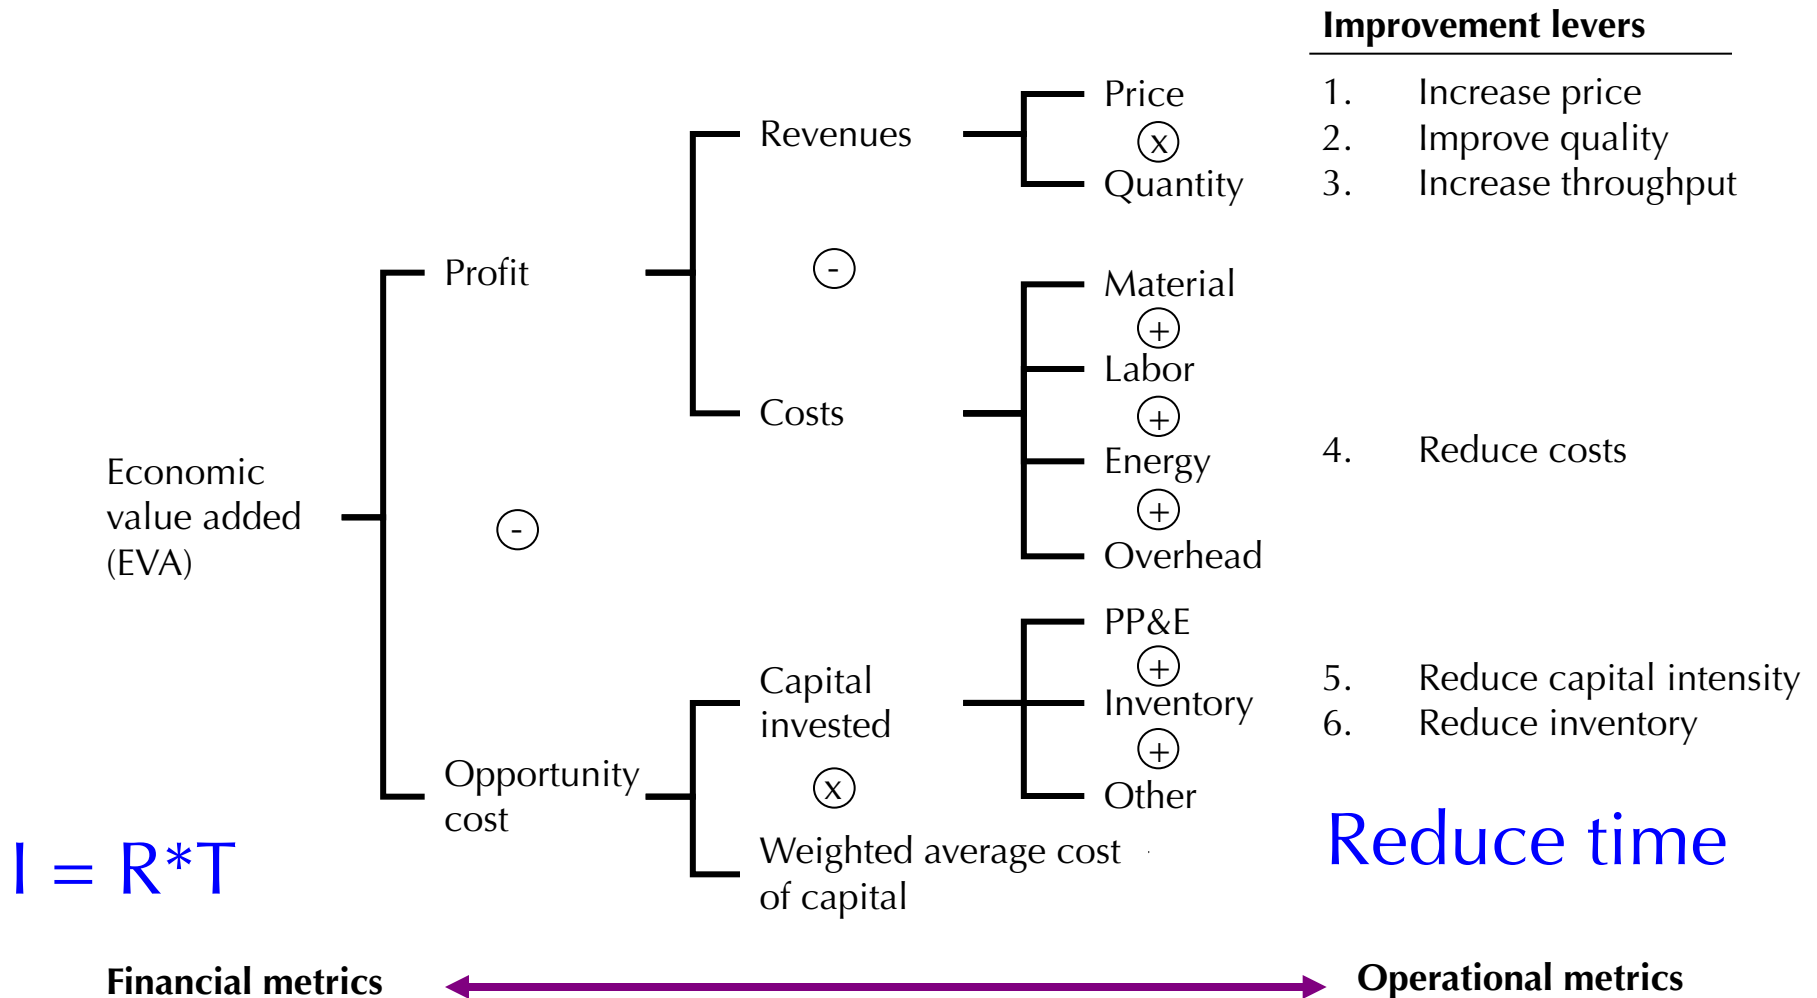 Improvement levers
Price
1. Increase price
Revenues
x
2. Improve quality
Quantity
3. Increase throughput
Profit
-
Material
+
Labor
Costs
+
4. Reduce costs
Energy
Economic
value added
(EVA)
-
+
Overhead
PP&E
+
Capital
invested
5. Reduce capital intensity
Inventory
6. Reduce inventory
+
Opportunity
cost
x
Other
Reduce time
I = R*T
Weighted average cost
of capital
Financial metrics
Operational metrics